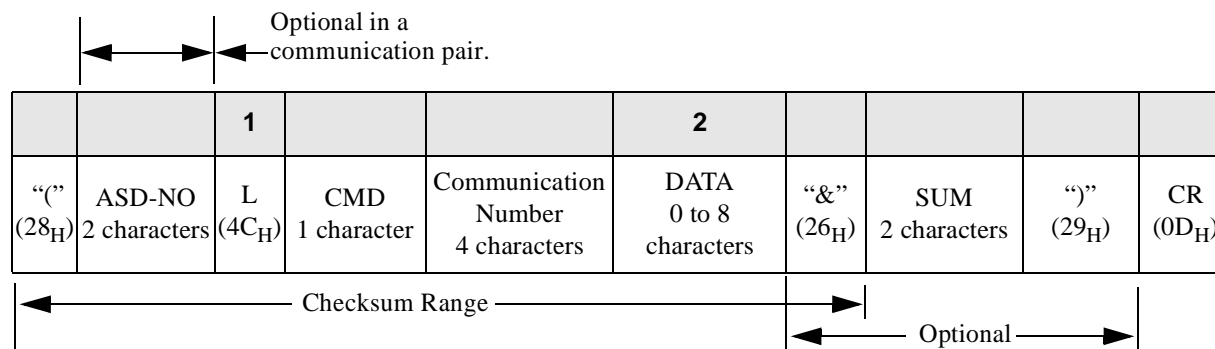 Optional in a
communication pair.
1
2
“(”
(28H)
ASD-NO
2 characters
L
(4CH)
CMD
1 character
Communication
Number
4 characters
DATA
0 to 8
characters
“&”
(26H)
SUM
2 characters
“)”
(29H)
CR
(0DH)
Checksum Range
Optional